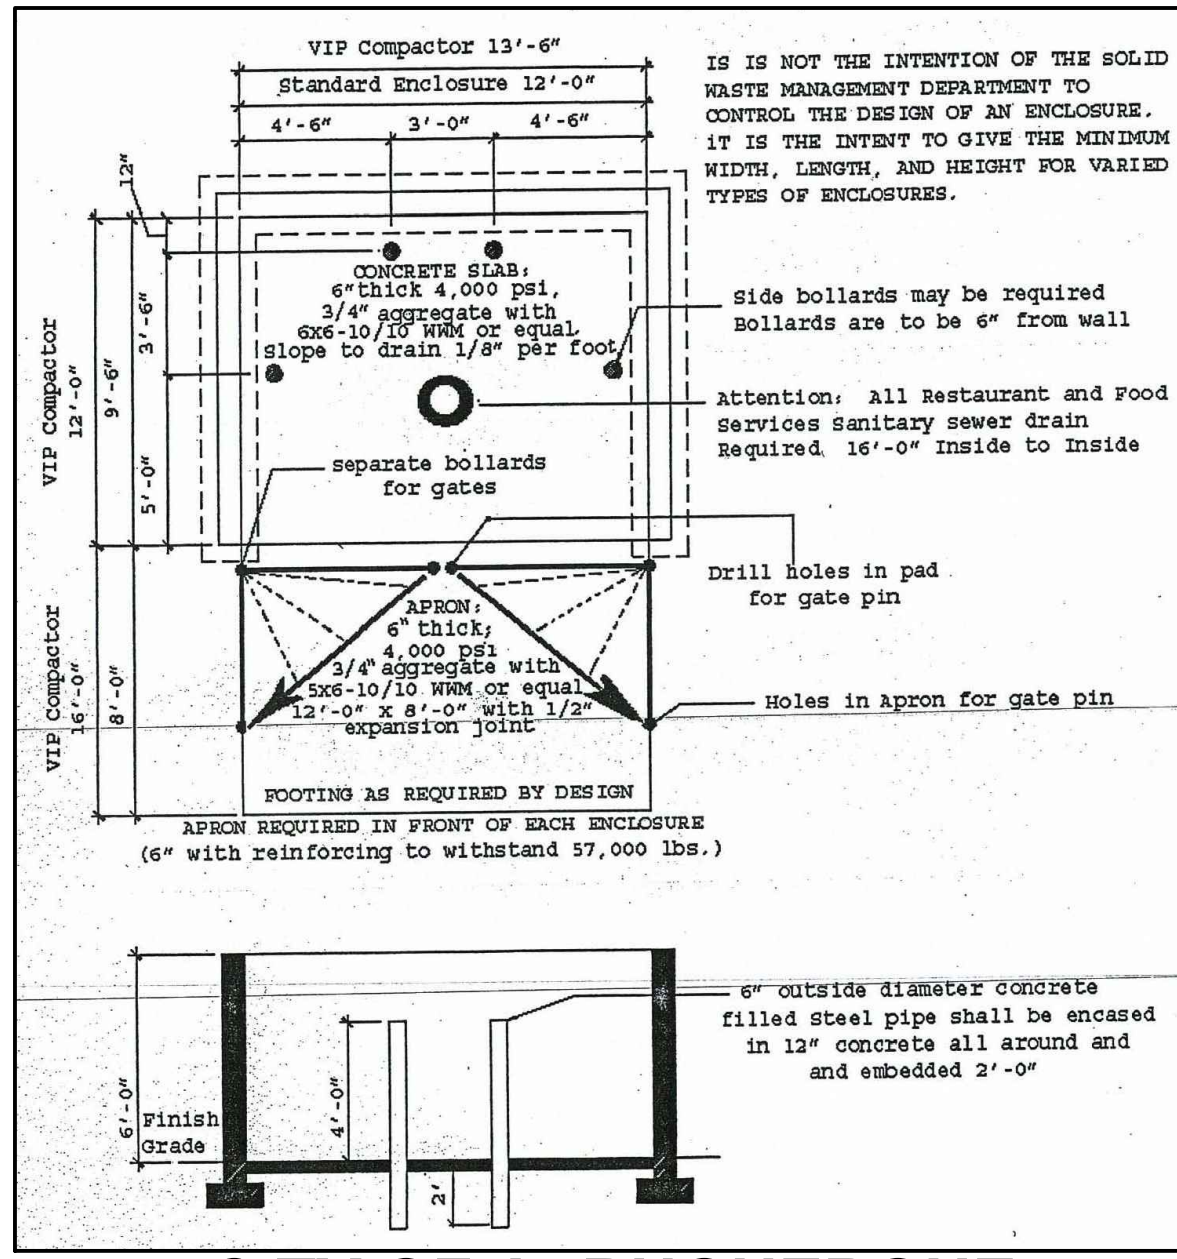 VIP Compactor 13'-6"
Standard Enclosure 12'-0"
4'-6" 3'-0" 4'-6"
IS IS NOT THE INTENTION OF THE SOLID
WASTE MANAGEMENT DEPARTMENT TO
CONTROL THE DESIGN OF AN ENCLOSURE.
iT IS THE INTENT TO GIVE THE MINIMUM
WIDTH, LENGTH, AND HEIGHT FOR VARIED
TYPES OF ENCLOSURES.
12"
3'-6"
5'-0"
9'-6"
VIP Compactor
12'-0"
CONCRETE SLAB:
6" thick 4,000 psi,
3/4" aggregate with
6X6-10/10 WWM or equal
Slope to drain 1/8" per foot
Side bollards may be required
Bollards are to be 6" from wall
Attention: All Restaurant and Food
Services Sanitary sewer drain
Required 16'-0" Inside to Inside
separate bollards
for gates
Drill holes in pad
for gate pin
VIP Compactor
16'-0"
8'-0"
APRON:
6" thick;
4,000 psi
3/4" aggregate with
5X6-10/10 WWM or equal
12'-0" X 8'-0" with 1/2"
expansion joint
Holes in Apron for gate pin
FOOTING AS REQUIRED BY DESIGN
APRON REQUIRED IN FRONT OF EACH ENCLOSURE
(6" with reinforcing to withstand 57,000 lbs.)
6" outside diameter concrete
filled Steel pipe shall be encased
in 12" concrete all around and
and embedded 2'-0"
6'-0"
Finish
Grade
4'-0"
2'